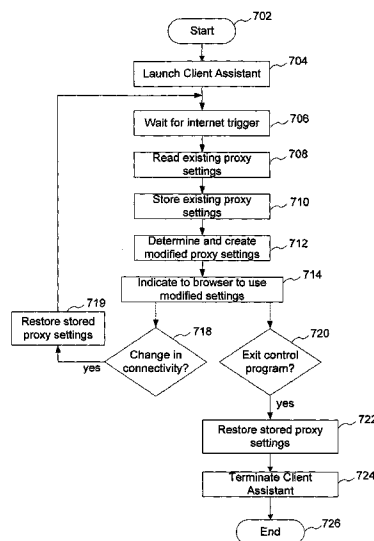 702
Start
704
Launch Client Assistant
706
Wait for internet trigger
708
Read existing proxy
settings
710
Store existing proxy
settings
712
Determine and create
modified proxy settings
714
Indicate to browser to use
modified settings
719
Restore stored
proxy settings
718
Change in
connectivity?
yes
720
Exit control
program?
yes
722
Restore stored proxy
settings
724
Terminate Client
Assistant
End
726